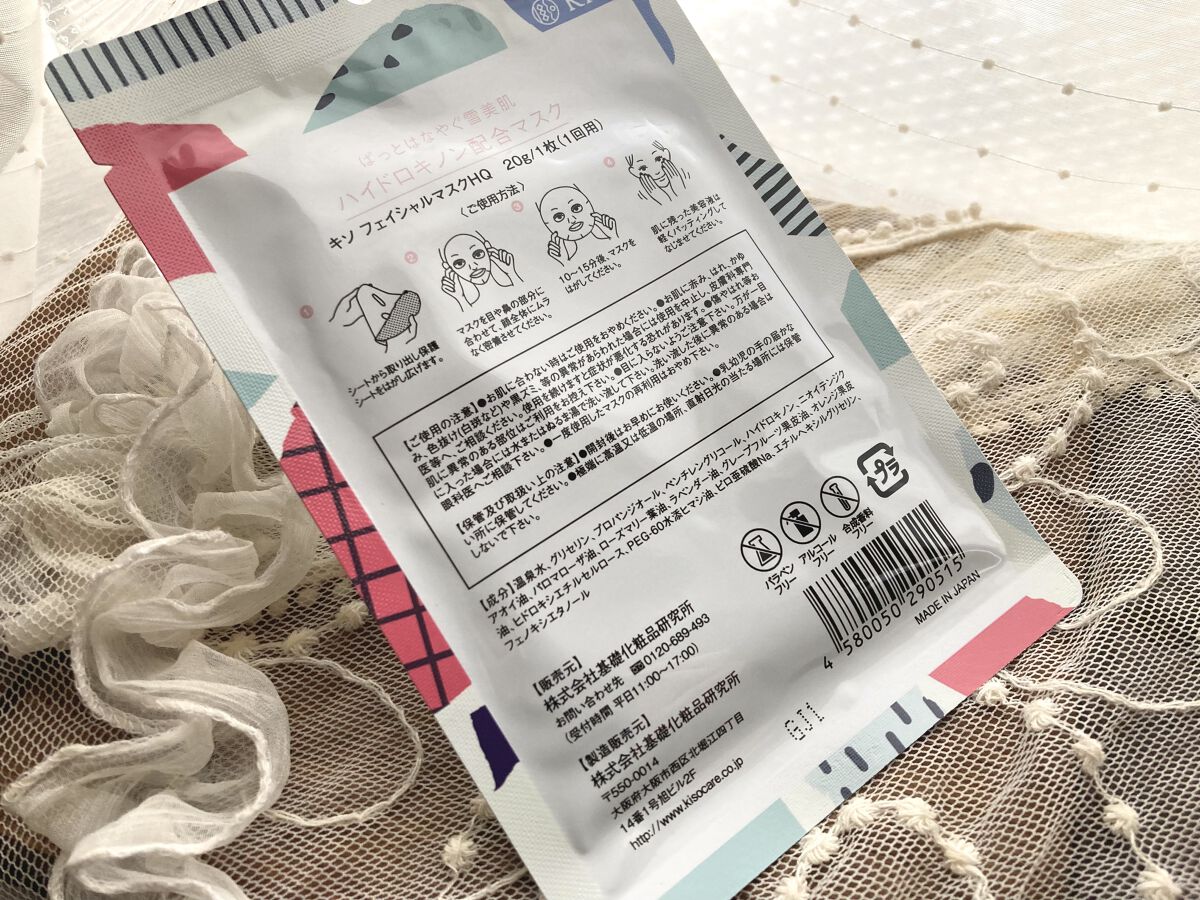 ぱっとはなやぐ雪美肌
ハイドロキノン配合マスク
キソ フェイシャルマスクHQ 20g/1枚(1回用)
〈ご使用方法〉
1
シートから取り出し保護
シートをはがし広げます。
2
マスクを目や鼻の部分に
合わせて、顔全体にムラ
なく密着させてください。
3
10~15分後、マスクを
はがしてください。
4
肌に残った美容液は
軽くパッティングして
なじませてください。
【ご使用の注意】●お肌に合わない時はご使用をおやめください。●お肌に赤み、はれ、かゆ
み、色抜け(白斑など)や黒ズミ、等の異常があらわれた場合には使用を中止し、皮膚科専門
医等へご相談ください。使用を続けますと症状が悪化する恐れがあります。●傷やはれ等お
肌に異常のある部位はご利用をお控え下さい。●目に入らないようご注意下さい。万が一目
に入った場合には水またはぬるま湯で洗い流して下さい。洗い流した後に異常のある場合は
眼科医へご相談下さい。●一度使用したマスクの再利用はおやめ下さい。
【保管及び取扱い上の注意】●開封後はお早めにお使いください。●乳幼児の手の届かな
い所に保管してください。●極端に高温又は低温の場所、直射日光の当たる場所には保管
しないで下さい。
【成分】温泉水、グリセリン、プロパンジオール、ペンチレングリコール、ハイドロキノン、ニオイテンジク
アオイ油、パロマローザ油、ローズマリー葉油、ラベンダー油、グレープフルーツ果皮油、オレンジ果皮
油、ヒドロキシエチルセルロース、PEG-60水添ヒマシ油、ピロ亜硫酸Na、エチルヘキシルグリセリン、
フェノキシエタノール
パラベン
フリー
アルコール
フリー
合成香料
フリー
プラ
【販売元】
株式会社基礎化粧品研究所
お問い合わせ先 0120-689-493
(受付時間 平日11:00~17:00)
【製造販売元】
株式会社基礎化粧品研究所
〒550-0014
大阪府大阪市西区北堀江四丁目
14番1号旭ビル2F
http://www.kisocare.co.jp
4 580050 290515
MADE IN JAPAN
GJ1